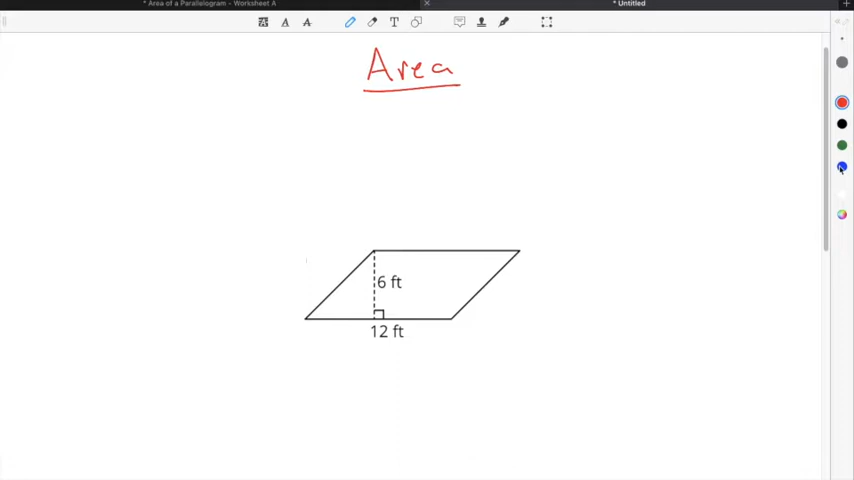 * Area of a Parallelogram - Worksheet A
* Untitled
Area
6 ft
12 ft